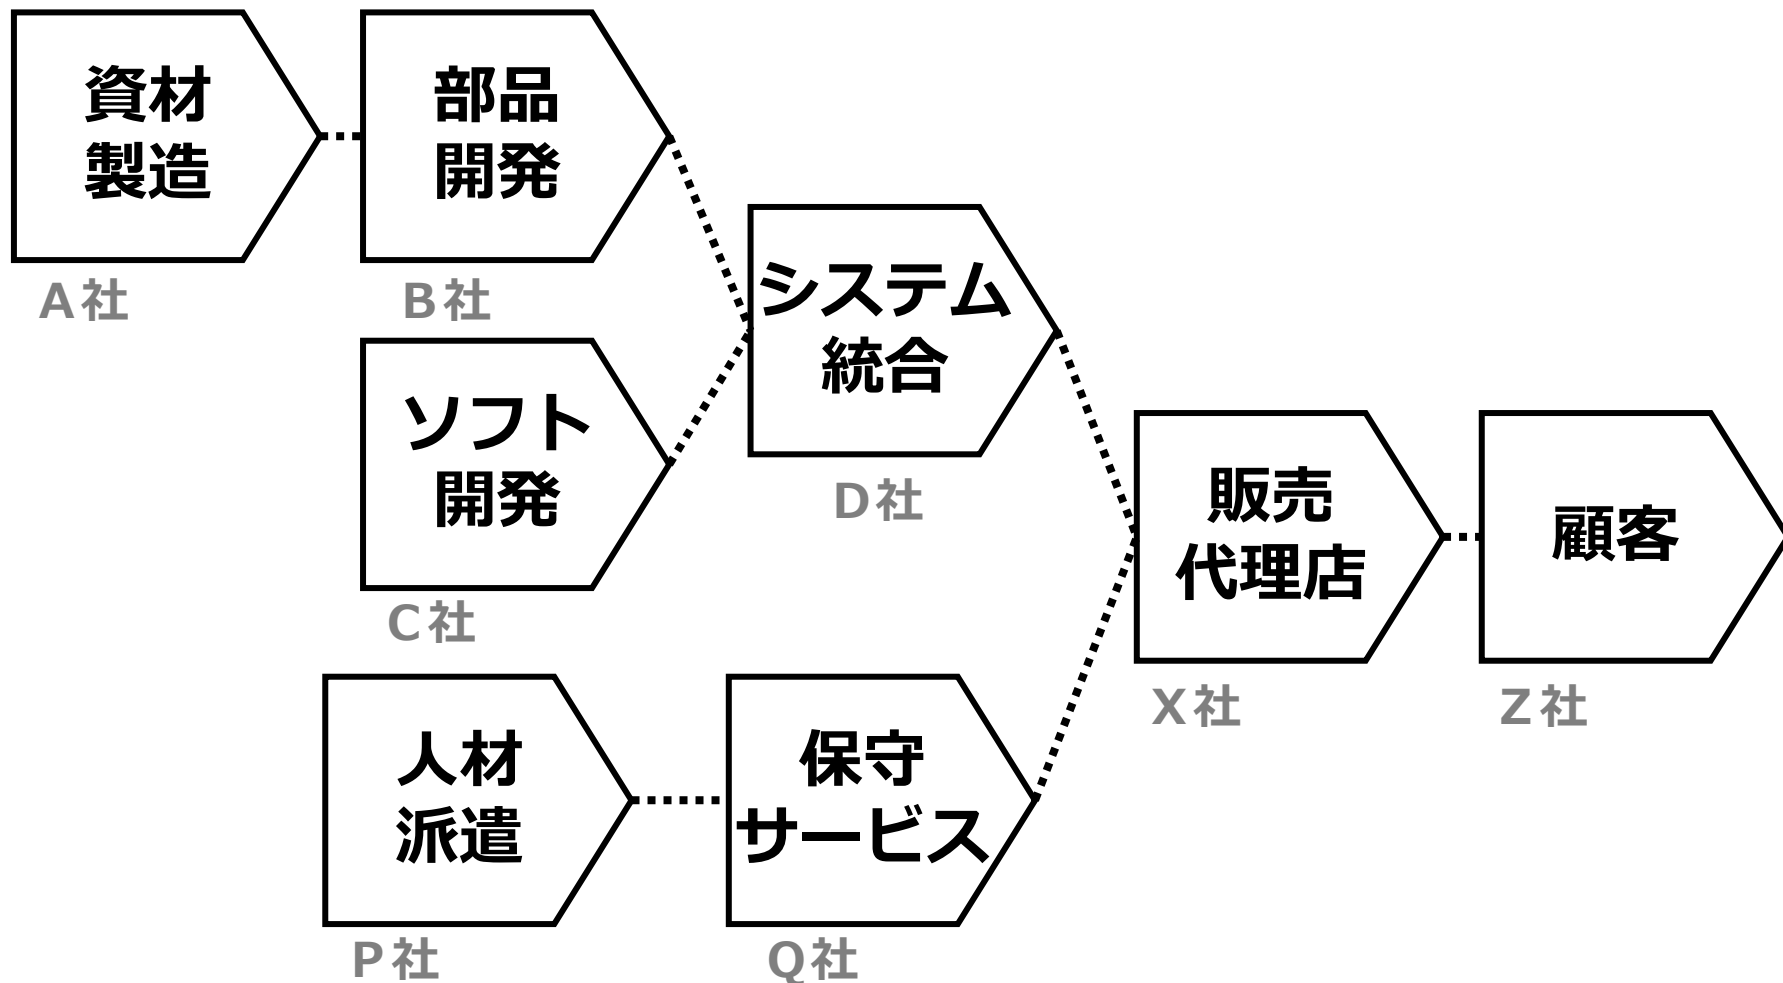 資材
製造
A社
部品
開発
B社
ソフト
開発
C社
システム
統合
D社
人材
派遣
P社
保守
サービス
Q社
販売
代理店
X社
顧客
Z社